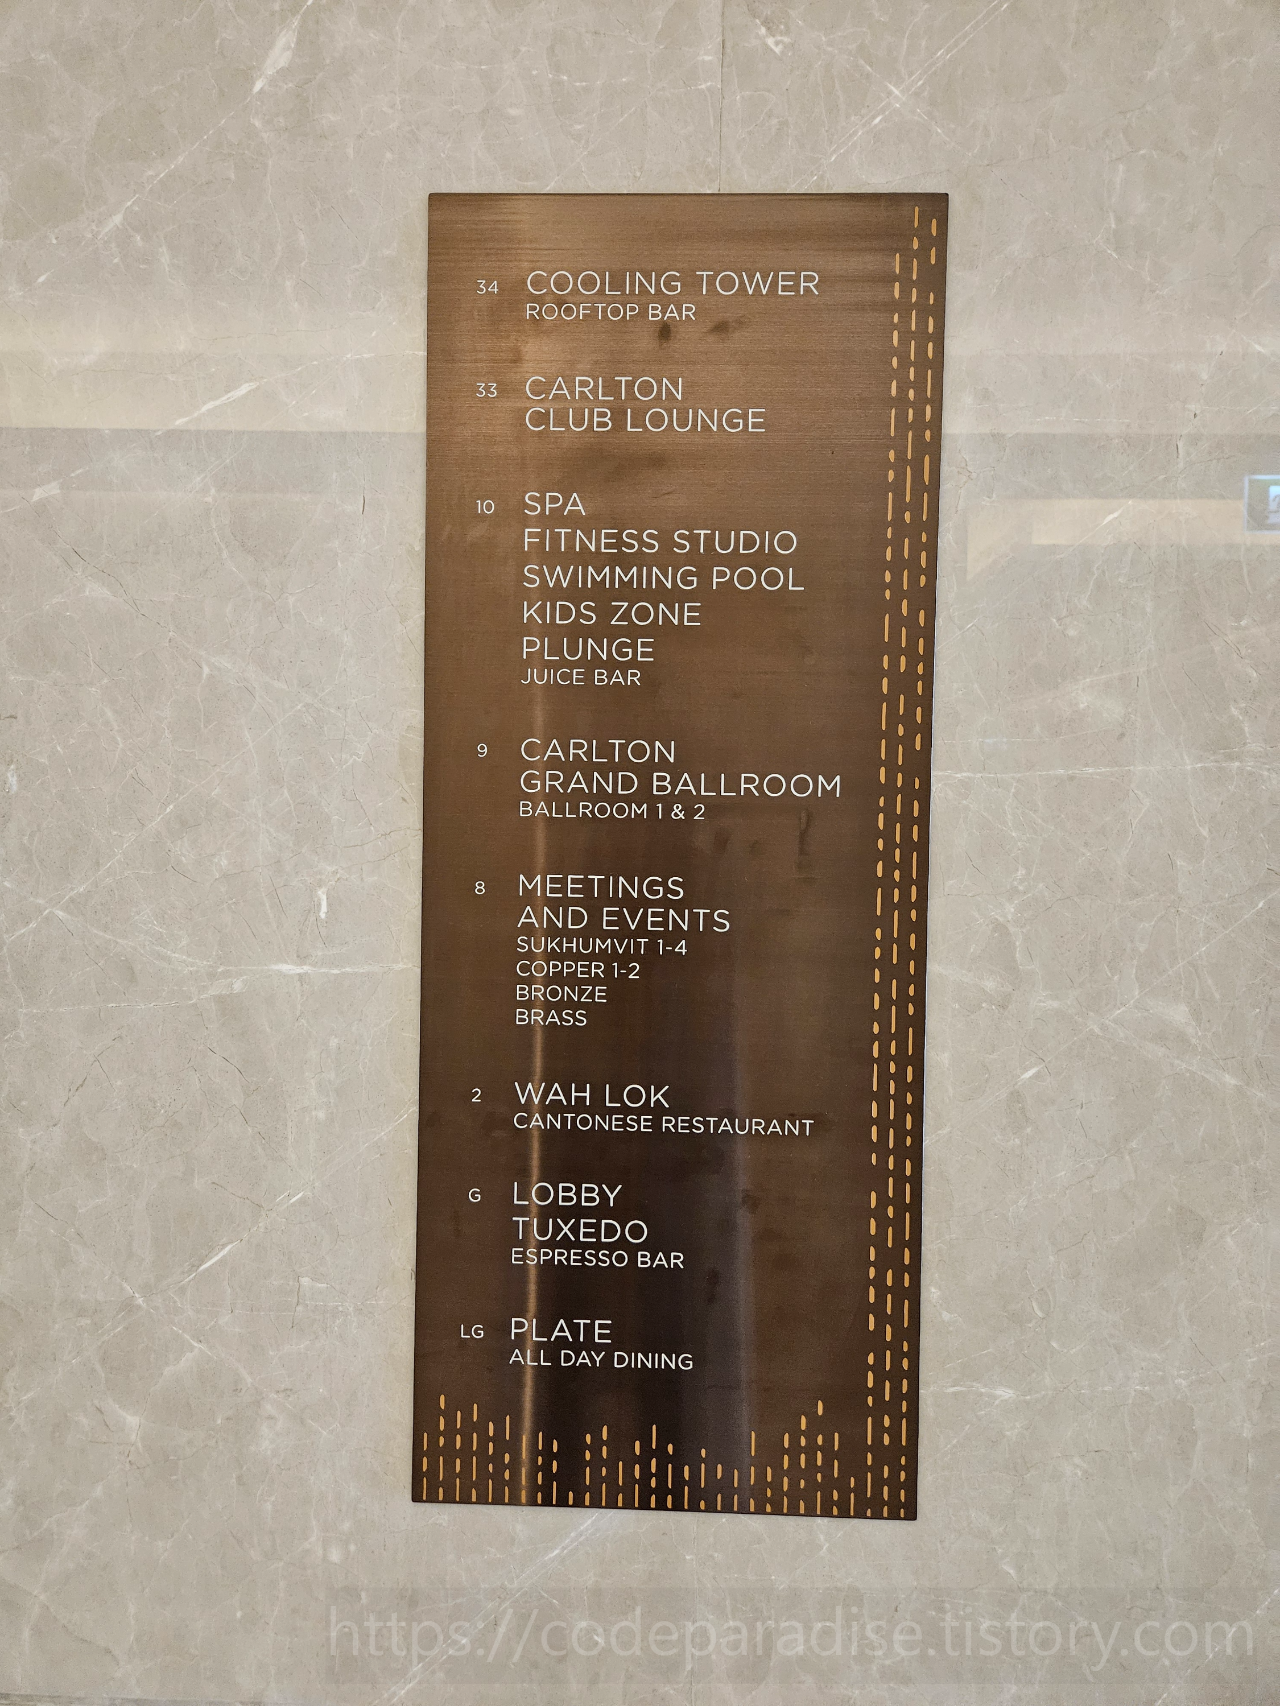 34 COOLING TOWER
ROOFTOP BAR
33 CARLTON
CLUB LOUNGE
10 SPA
FITNESS STUDIO
SWIMMING POOL
KIDS ZONE
PLUNGE
JUICE BAR
9 CARLTON
GRAND BALLROOM
BALLROOM 1 & 2
8 MEETINGS
AND EVENTS
SUKHUMVIT 1-4
COPPER 1-2
BRONZE
BRASS
2 WAH LOK
CANTONESE RESTAURANT
G LOBBY
TUXEDO
ESPRESSO BAR
LG PLATE
ALL DAY DINING
https://codeparadise.tistory.com